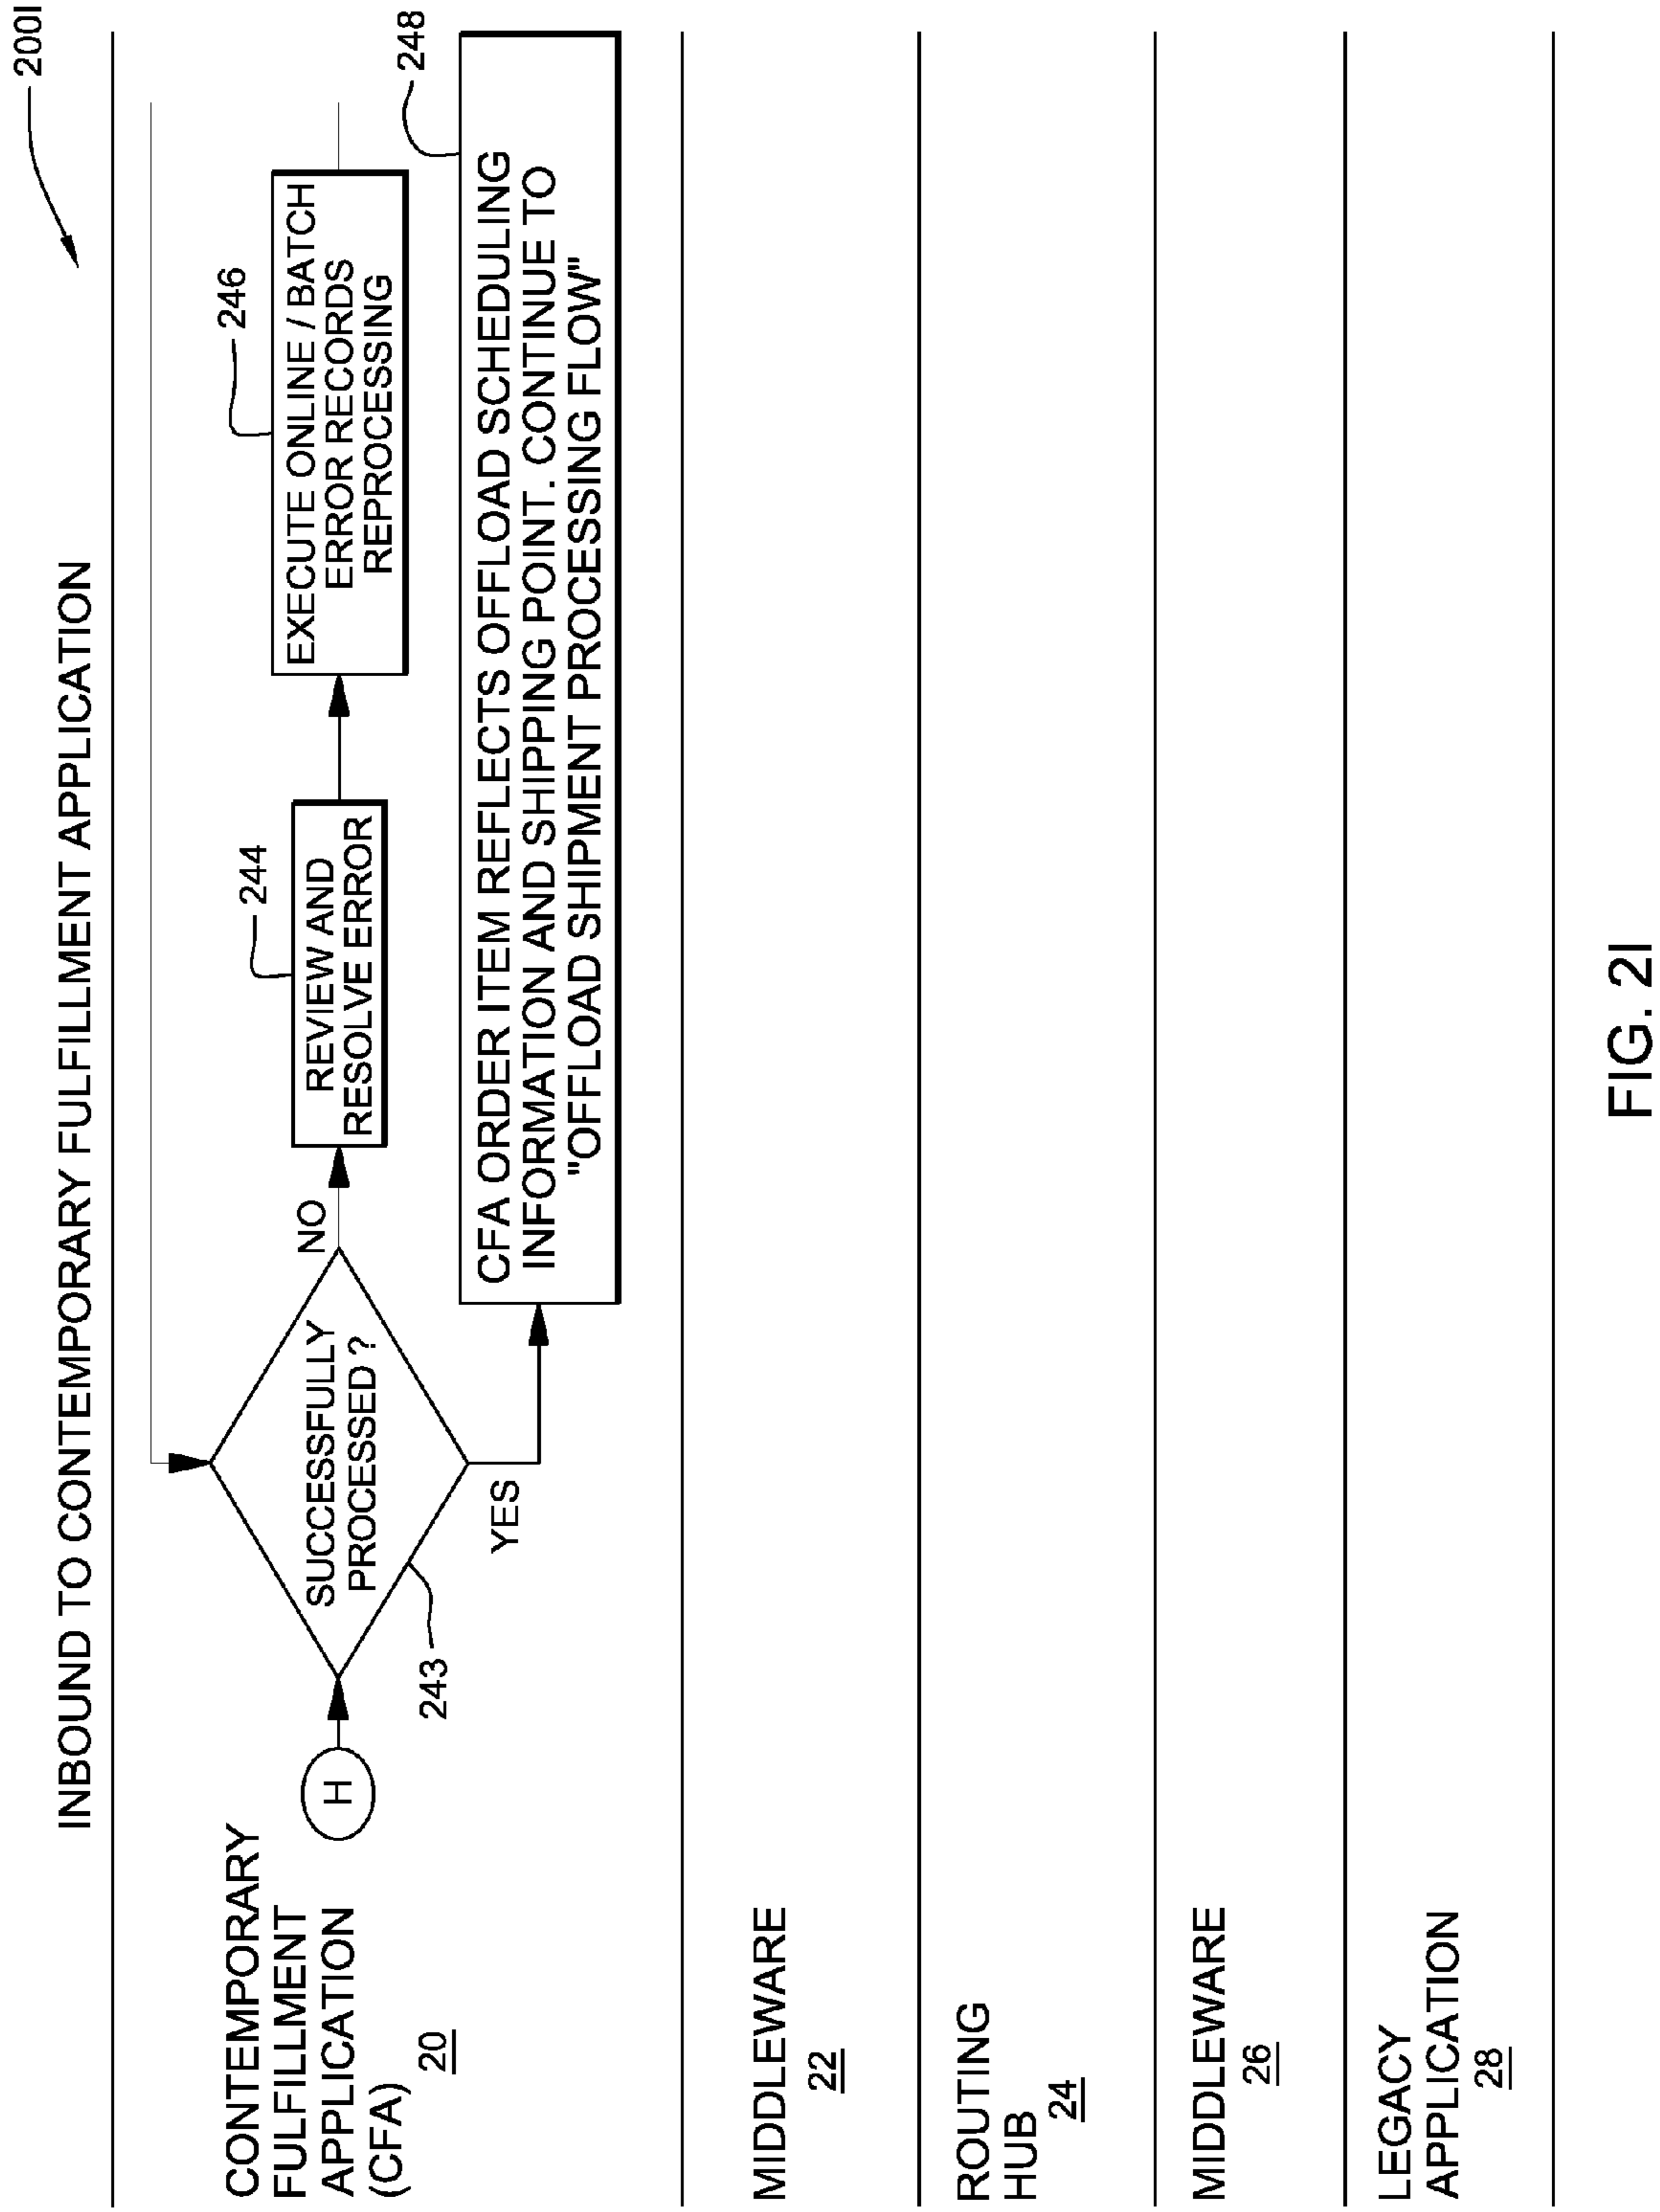 200I
INBOUND TO CONTEMPORARY FULFILLMENT APPLICATION
CONTEMPORARY
FULFILLMENT
APPLICATION
(CFA)
20
H
SUCCESSFULLY
PROCESSED ?
243
NO
YES
REVIEW AND
RESOLVE ERROR
244
EXECUTE ONLINE / BATCH
ERROR RECORDS
REPROCESSING
246
CFA ORDER ITEM REFLECTS OFFLOAD SCHEDULING
INFORMATION AND SHIPPING POINT. CONTINUE TO
"OFFLOAD SHIPMENT PROCESSING FLOW"
248
MIDDLEWARE
22
ROUTING
HUB
24
MIDDLEWARE
26
LEGACY
APPLICATION
28
FIG. 2I